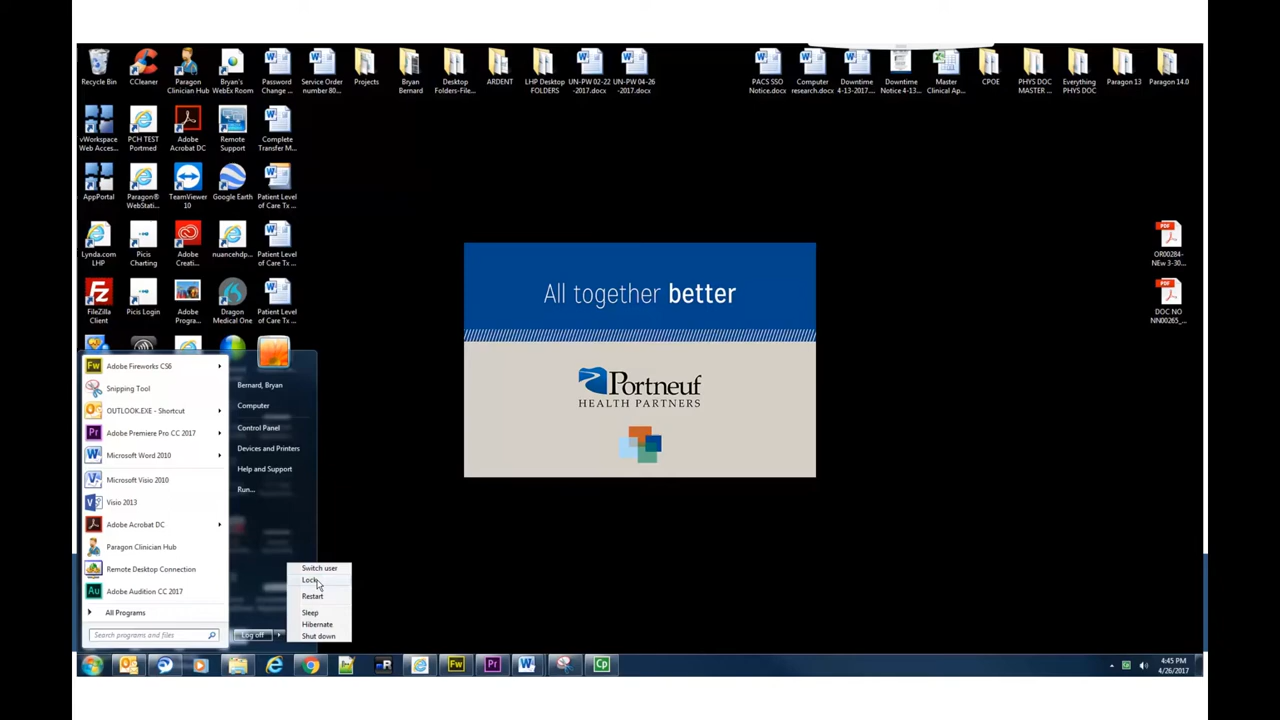 Recycle Bin
CCleaner
Paragon
Clinician Hub
Bryan's
WebEx Room
Password
Change ...
Service Order
number 80...
Projects
Bryan
Bernard
Desktop
Folders-File...
ARDENT
LHP Desktop
FOLDERS
UN-PW 02-22
-2017.docx
UN-PW 04-26
-2017.docx
PACS SSO
Notice.docx
Computer
research.docx
Downtime
4-13-2017....
Downtime
Notice 4-13...
Master
Clinical Ap...
CPOE
PHYS DOC
MASTER ...
Everything
PHYS DOC
Paragon 13
Paragon 14.0
vWorkspace
Web Acces...
PCH TEST
Portmed
Adobe
Acrobat DC
Remote
Support
Complete
Transfer M...
AppPortal
Paragon®
WebStati...
TeamViewer
10
Google Earth
Patient Level
of Care Tx ...
Lynda.com
LHP
Picis
Charting
Adobe
Creati...
nuancehdp...
Patient Level
of Care Tx ...
OR00284-
NEw 3-30...
FileZilla
Client
Picis Login
Adobe
Progra...
Dragon
Medical One
Patient Level
of Care Tx ...
DOC NO
NN00265_...
All together better
Portneuf
HEALTH PARTNERS
Adobe Fireworks CS6
Snipping Tool
OUTLOOK.EXE - Shortcut
Adobe Premiere Pro CC 2017
Microsoft Word 2010
Microsoft Visio 2010
Visio 2013
Adobe Acrobat DC
Paragon Clinician Hub
Remote Desktop Connection
Adobe Audition CC 2017
All Programs
Search programs and files
Bernard, Bryan
Computer
Control Panel
Devices and Printers
Help and Support
Run...
Log off
Switch user
Lock
Restart
Sleep
Hibernate
Shut down
Fw
Pr
Cp
4:45 PM
4/26/2017